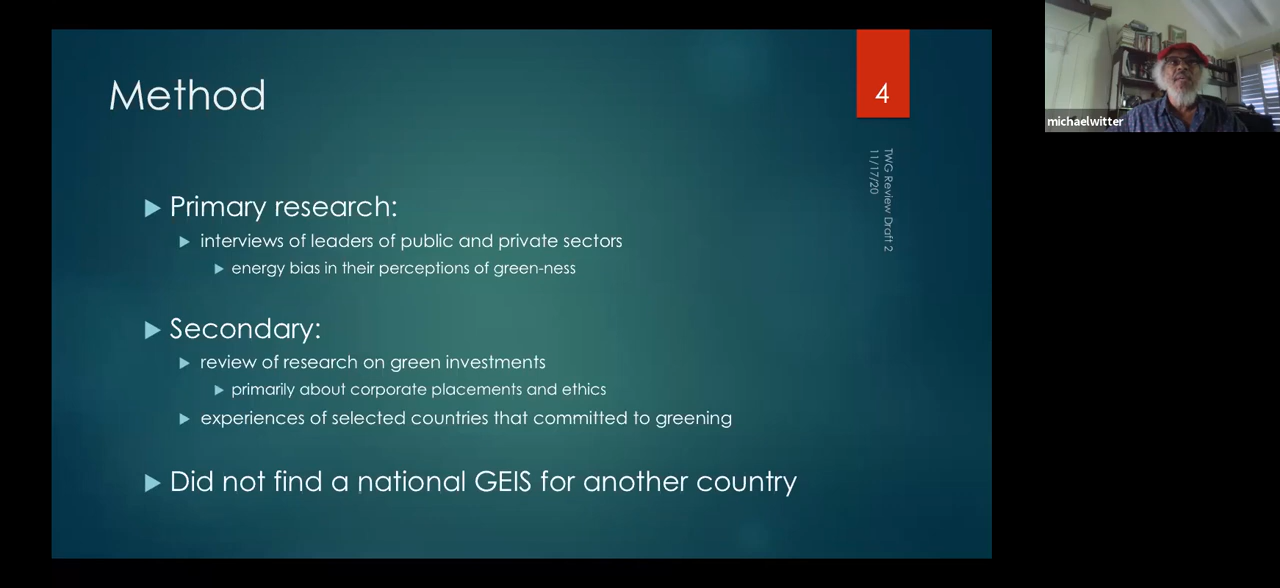 Method
4
TWG Review Draft 2
11/17/20
Primary research:
interviews of leaders of public and private sectors
energy bias in their perceptions of green-ness
Secondary:
review of research on green investments
primarily about corporate placements and ethics
experiences of selected countries that committed to greening
Did not find a national GEIS for another country
michaelwitter